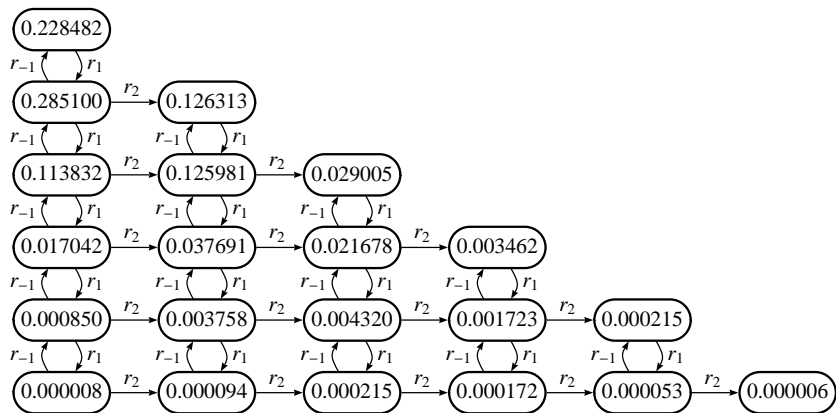 0.228482
r₋₁ r₁
0.285100 r₂ 0.126313
r₋₁ r₁ r₋₁ r₁
0.113832 r₂ 0.125981 r₂ 0.029005
r₋₁ r₁ r₋₁ r₁ r₋₁ r₁
0.017042 r₂ 0.037691 r₂ 0.021678 r₂ 0.003462
r₋₁ r₁ r₋₁ r₁ r₋₁ r₁ r₋₁ r₁
0.000850 r₂ 0.003758 r₂ 0.004320 r₂ 0.001723 r₂ 0.000215
r₋₁ r₁ r₋₁ r₁ r₋₁ r₁ r₋₁ r₁ r₋₁ r₁
0.000008 r₂ 0.000094 r₂ 0.000215 r₂ 0.000172 r₂ 0.000053 r₂ 0.000006